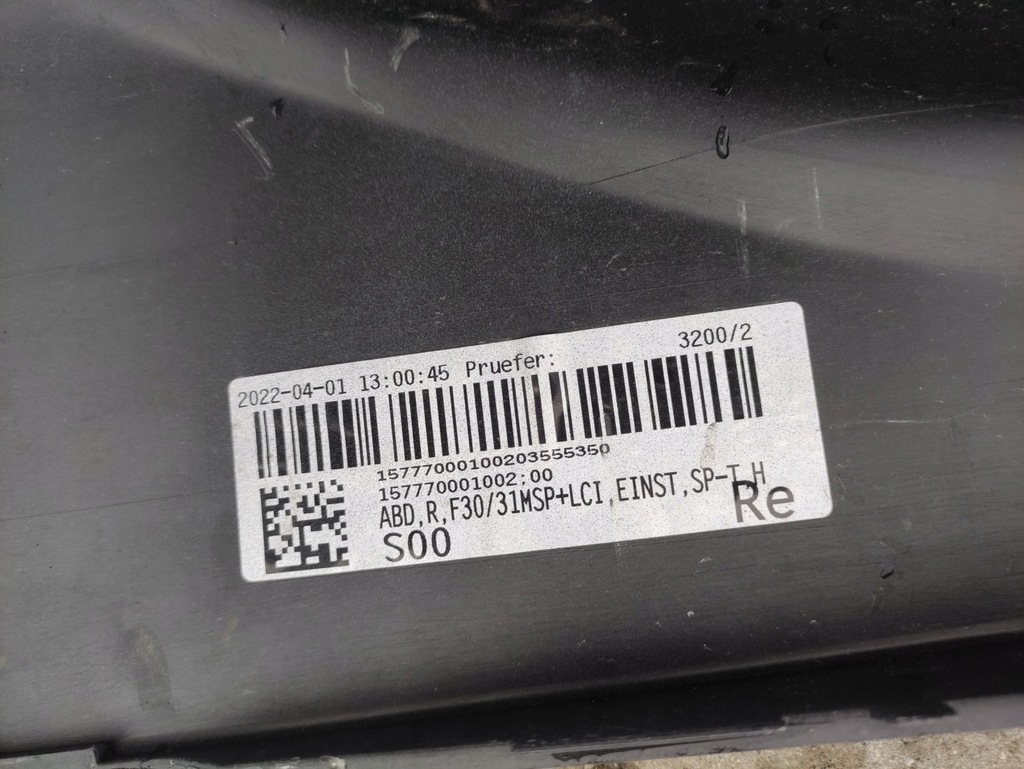 2022-04-01 13:00:45 Pruefer: 3200/2
15777000100203555350
157770001002:00
ABD,R,F30/31MSP+LCI,EINST,SP-T,H
S00 Re